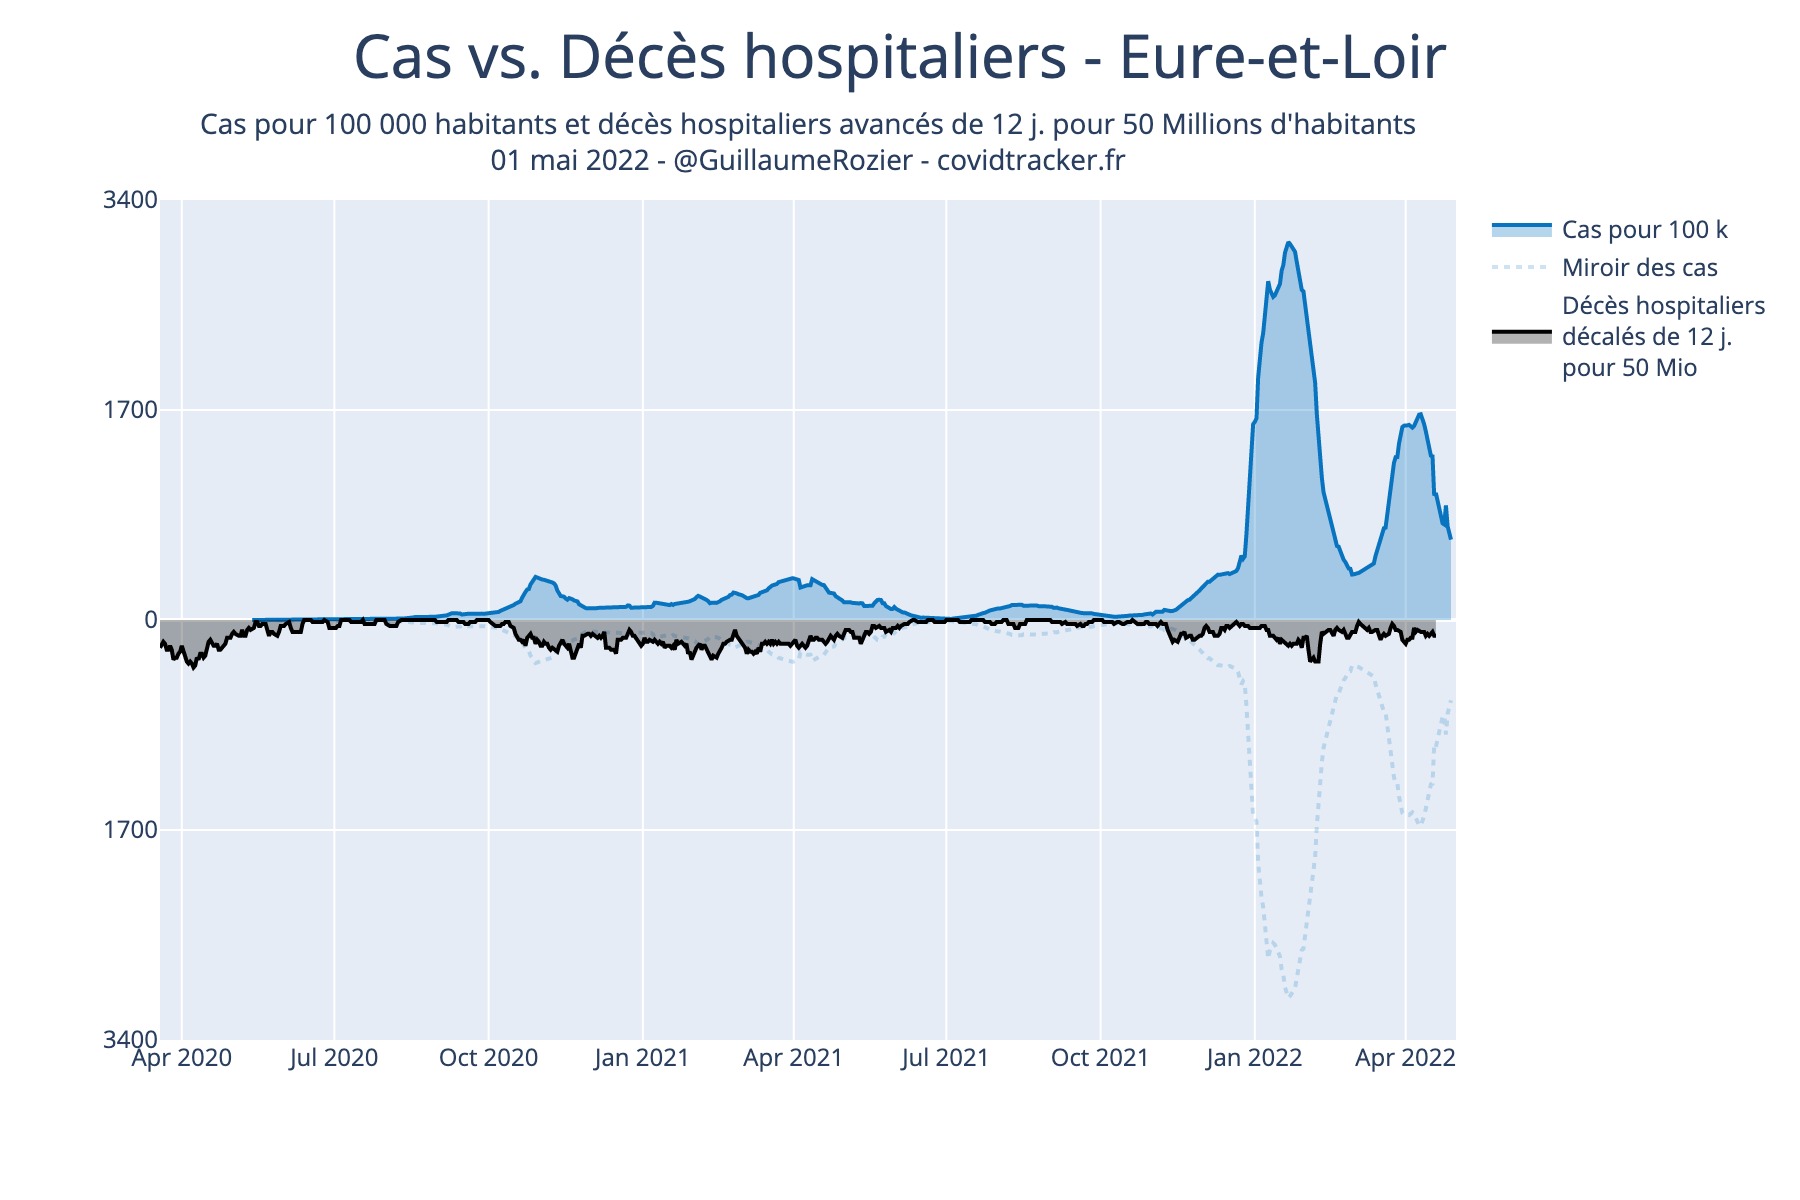 Cas vs. Décès hospitaliers - Eure-et-Loir
Cas pour 100 000 habitants et décès hospitaliers avancés de 12 j. pour 50 Millions d'habitants
01 mai 2022 - @GuillaumeRozier - covidtracker.fr
3400
1700
0
1700
3400
Apr 2020
Jul 2020
Oct 2020
Jan 2021
Apr 2021
Jul 2021
Oct 2021
Jan 2022
Apr 2022
Cas pour 100 k
Miroir des cas
Décès hospitaliers
décalés de 12 j.
pour 50 Mio